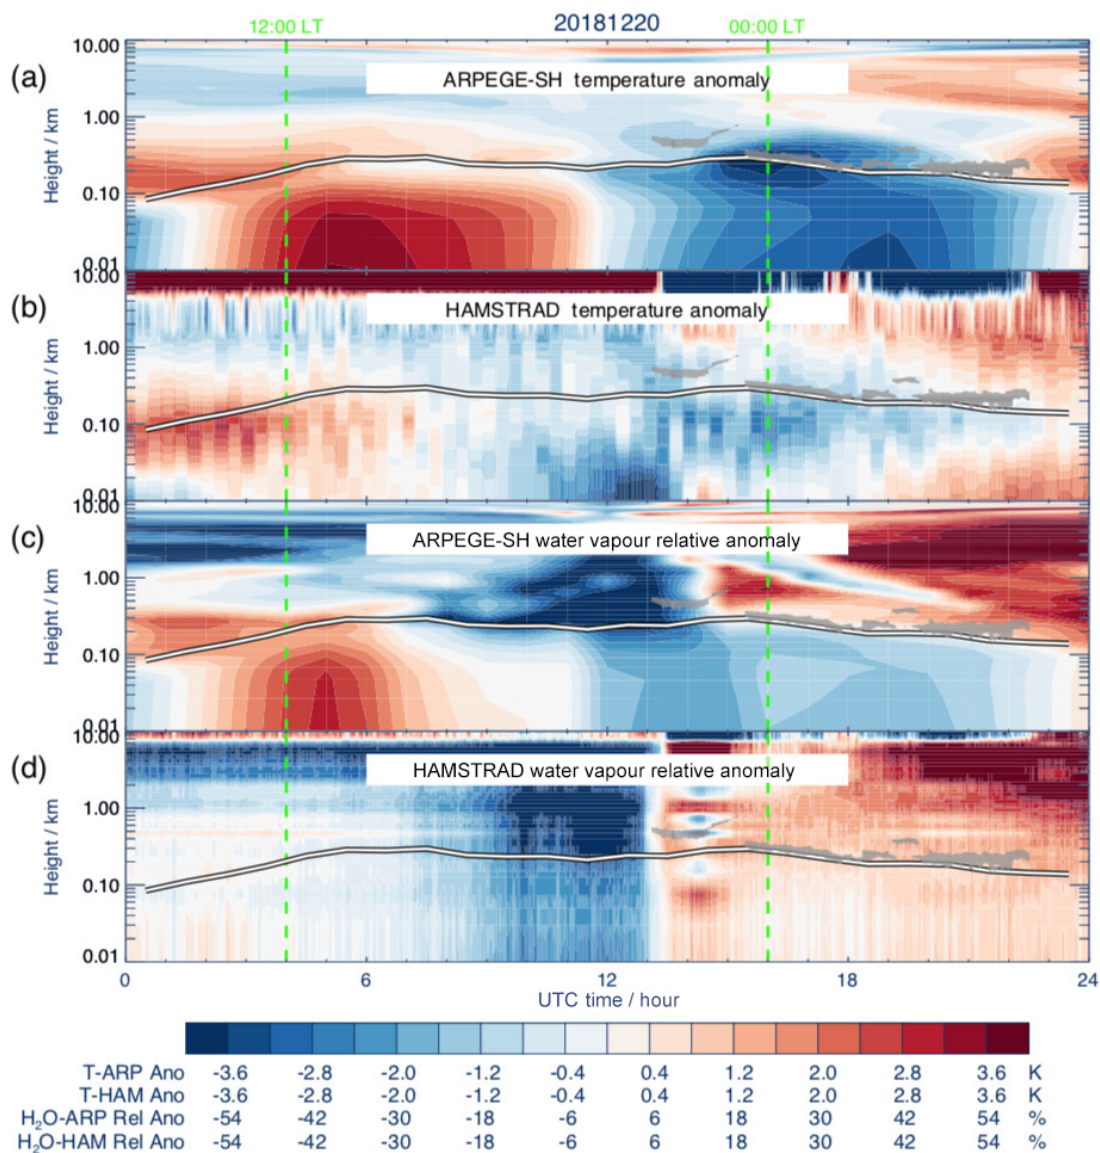 12:00 LT 20181220 00:00 LT
(a)
ARPEGE-SH temperature anomaly
10.00
1.00
0.10
0.01
Height / km
(b)
HAMSTRAD temperature anomaly
10.00
1.00
0.10
0.01
Height / km
(c)
ARPEGE-SH water vapour relative anomaly
10.00
1.00
0.10
0.01
Height / km
(d)
HAMSTRAD water vapour relative anomaly
10.00
1.00
0.10
0.01
Height / km
0 6 12 18 24
UTC time / hour
T-ARP Ano -3.6 -2.8 -2.0 -1.2 -0.4 0.4 1.2 2.0 2.8 3.6 K
T-HAM Ano -3.6 -2.8 -2.0 -1.2 -0.4 0.4 1.2 2.0 2.8 3.6 K
H₂O-ARP Rel Ano -54 -42 -30 -18 -6 6 18 30 42 54 %
H₂O-HAM Rel Ano -54 -42 -30 -18 -6 6 18 30 42 54 %